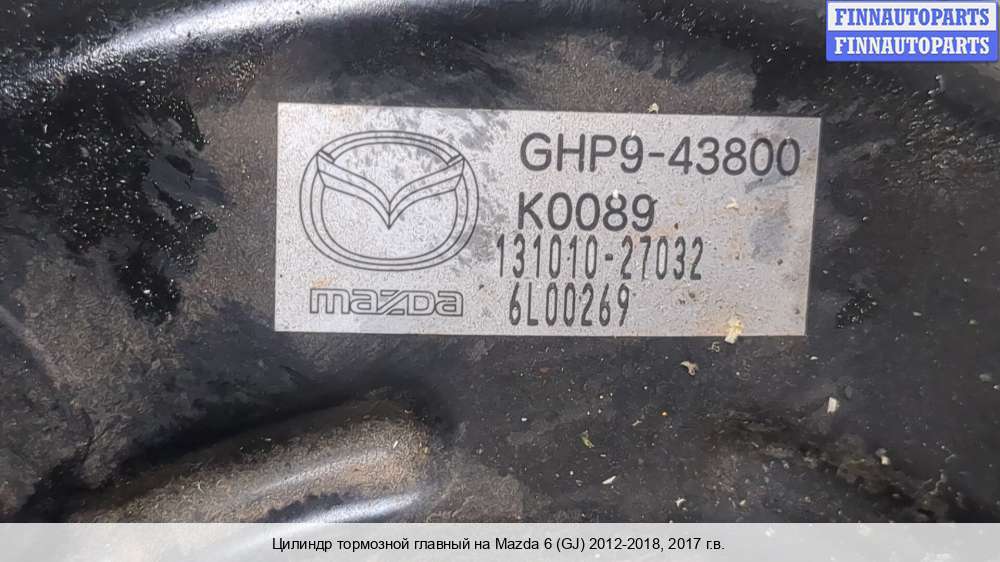 FINNAUTOPARTS
FINNAUTOPARTS
GHP9-43800
K0089
131010-27032
6L00269
mazda
Цилиндр тормозной главный на Mazda 6 (GJ) 2012-2018, 2017 г.в.